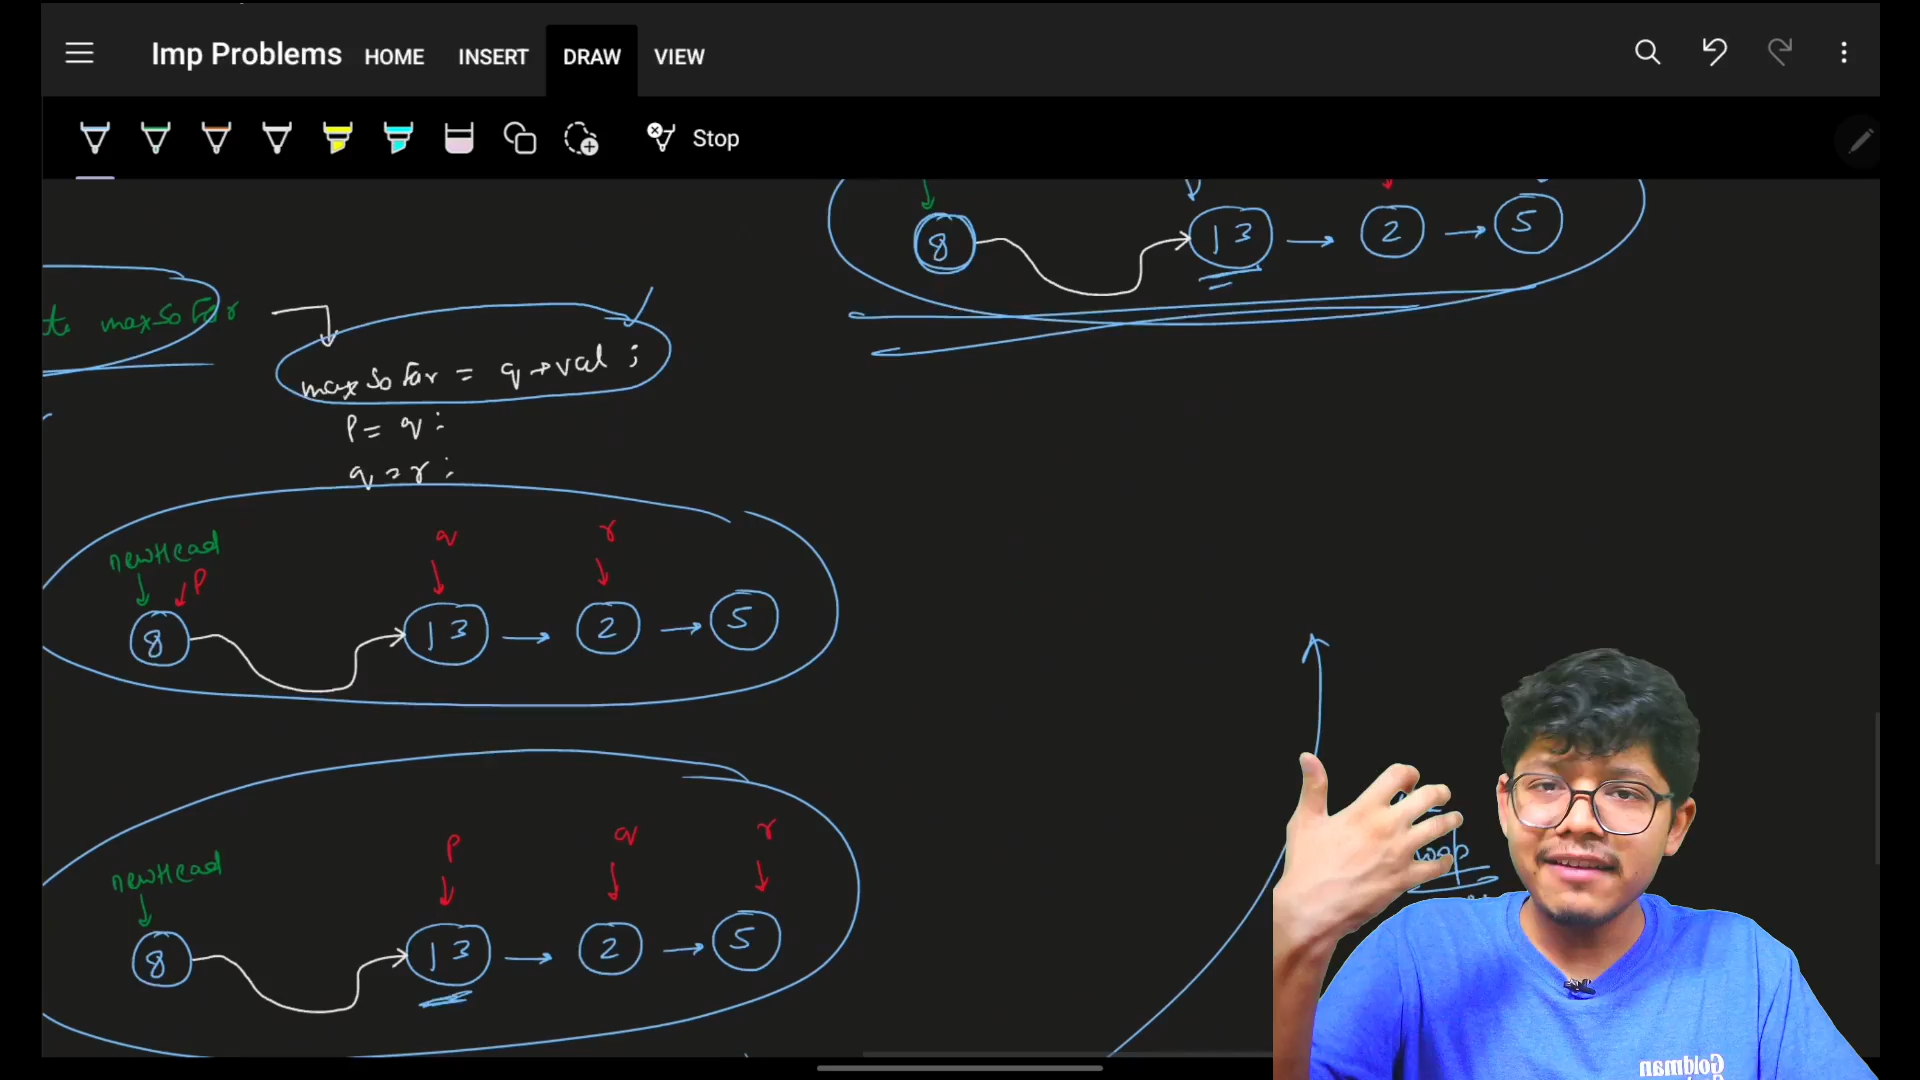 Imp Problems HOME INSERT DRAW VIEW
Stop
8 13 → 2 → 5
maxSoFar
maxSoFar = q→val ;
P = q ;
q = r ;
newHead P q r
8 13 → 2 → 5
newHead P q r
8 13 → 2 → 5
Goldman